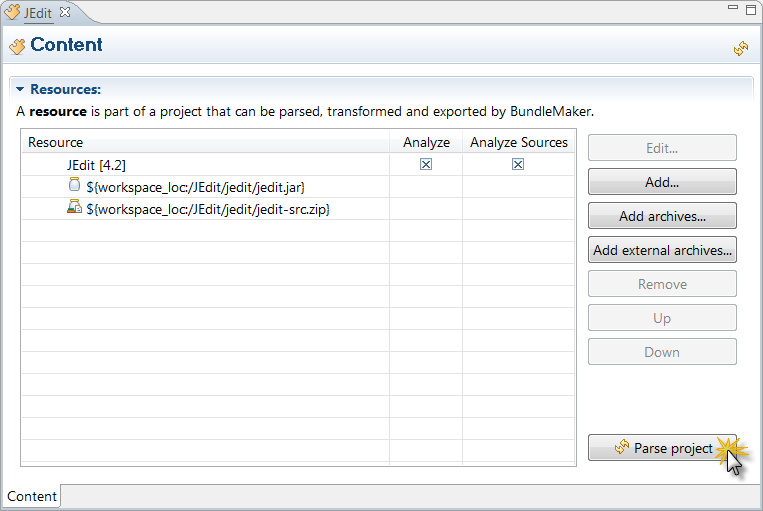 JEdit
Content
Resources:
A resource is part of a project that can be parsed, transformed and exported by BundleMaker.
Resource Analyze Analyze Sources
JEdit [4.2]
${workspace_loc:/JEdit/jedit/jedit.jar}
${workspace_loc:/JEdit/jedit/jedit-src.zip}
Edit...
Add...
Add archives...
Add external archives...
Remove
Up
Down
Parse project
Content